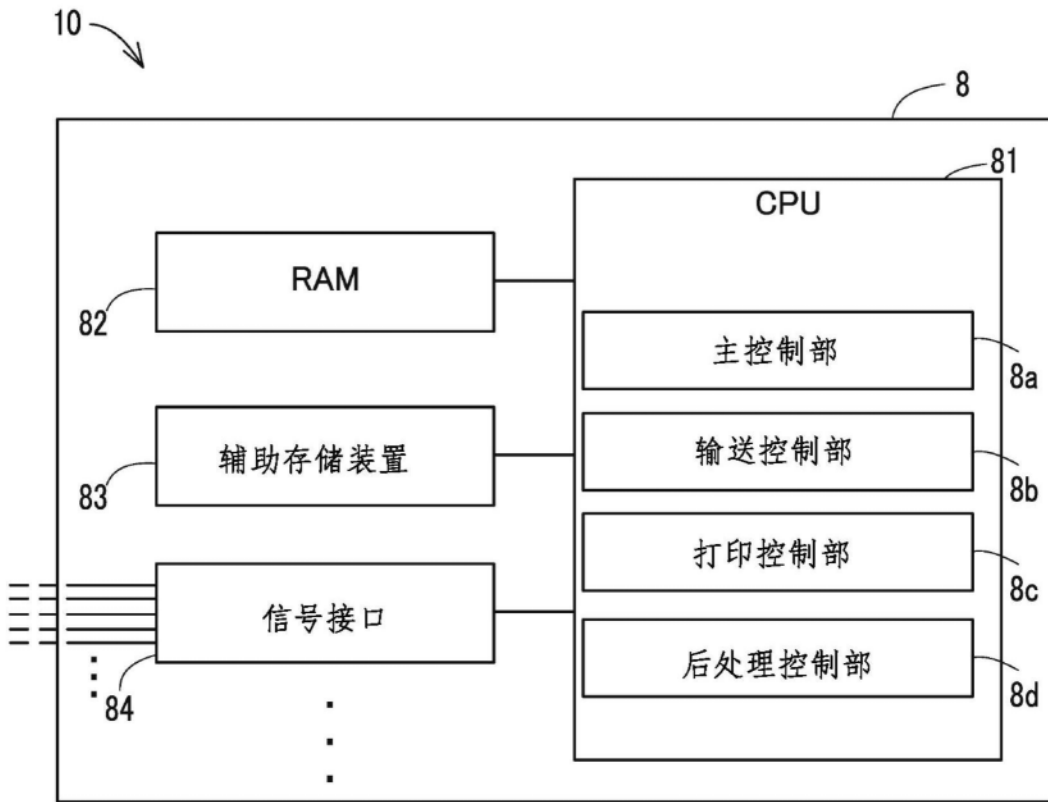 10
8
81
CPU
RAM
82
主控制部
8a
辅助存储装置
83
输送控制部
8b
打印控制部
8c
信号接口
84
后处理控制部
8d